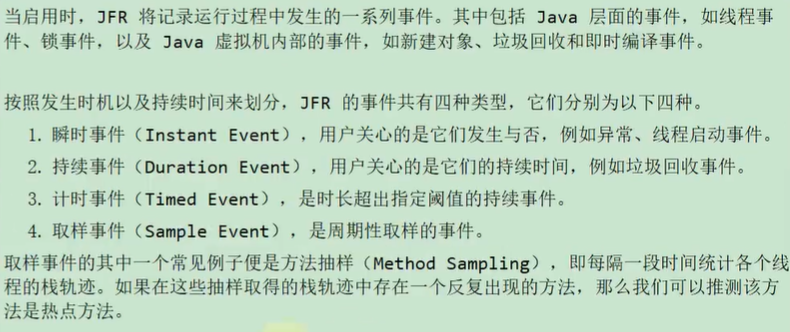 当启用时，JFR 将记录运行过程中发生的一系列事件。其中包括 Java 层面的事件，如线程事
件、锁事件，以及 Java 虚拟机内部的事件，如新建对象、垃圾回收和即时编译事件。
按照发生时机以及持续时间来划分，JFR 的事件共有四种类型，它们分别为以下四种。
1. 瞬时事件（Instant Event），用户关心的是它们发生与否，例如异常、线程启动事件。
2. 持续事件（Duration Event），用户关心的是它们的持续时间，例如垃圾回收事件。
3. 计时事件（Timed Event），是时长超出指定阈值的持续事件。
4. 取样事件（Sample Event），是周期性取样的事件。
取样事件的其中一个常见例子便是方法抽样（Method Sampling），即每隔一段时间统计各个线
程的栈轨迹。如果在这些抽样取得的栈轨迹中存在一个反复出现的方法，那么我们可以推测该方
法是热点方法。